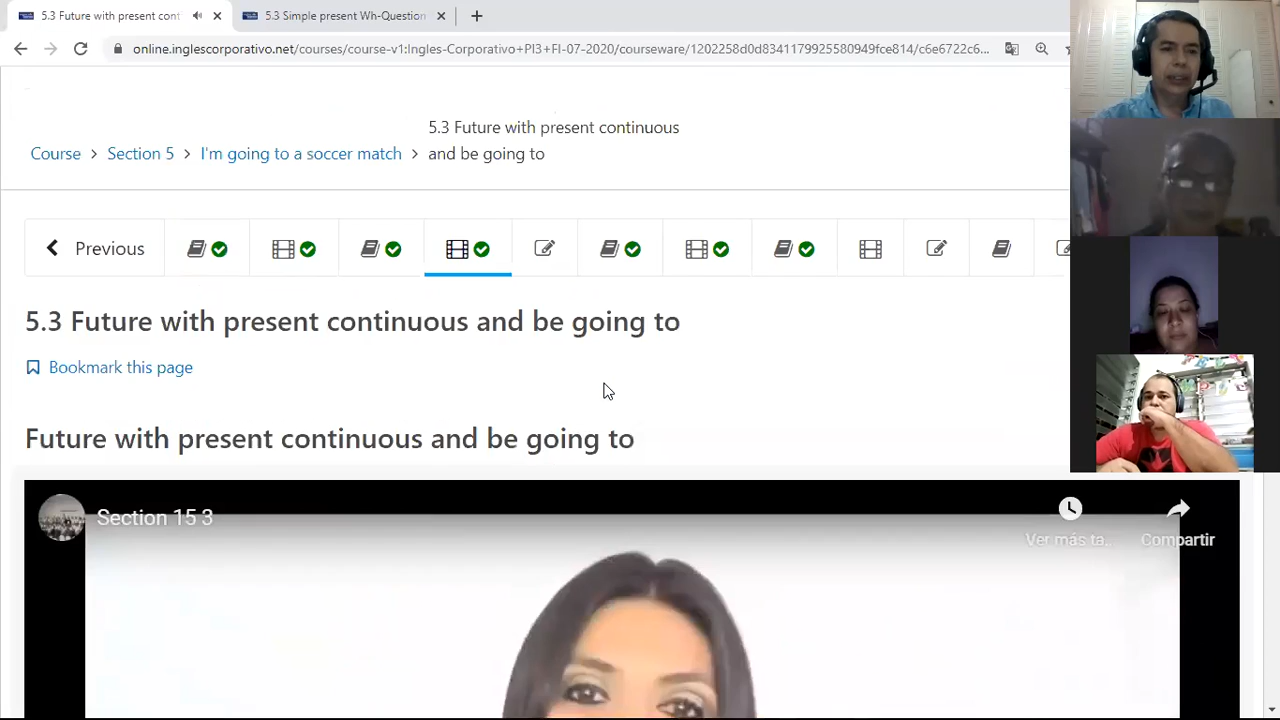 5.3 Future with present cont
5.3 Simple present Wh-Question
online.inglescorporativo.net/courses/course-v1:Ingles-Corporativo+PI3+FI-07-2020/courseware/1202258d0d83411799258d949fce814/c6e6722c6...
Course > Section 5 > I'm going to a soccer match > 5.3 Future with present continuous
and be going to
Previous
5.3 Future with present continuous and be going to
Bookmark this page
Future with present continuous and be going to
Section 15 3
Ver más ta...
Compartir